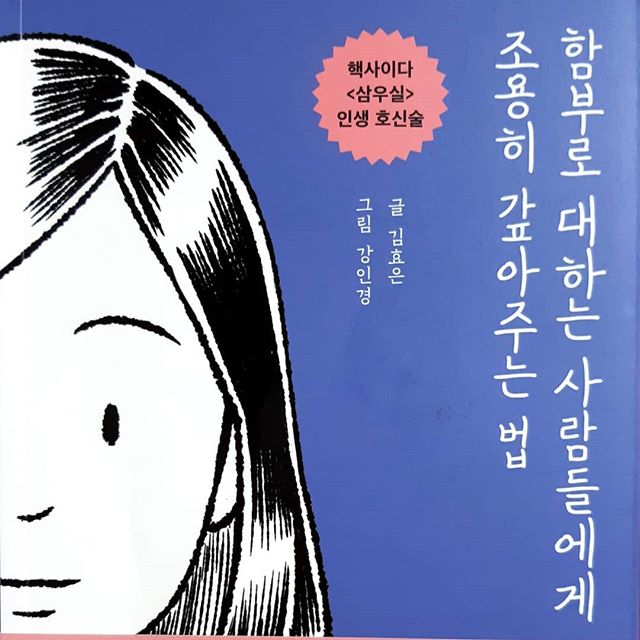 함부로 대하는 사람들에게
조용히 갚아주는 법
핵사이다
<삼우실>
인생 호신술
글 김효은
그림 강인경